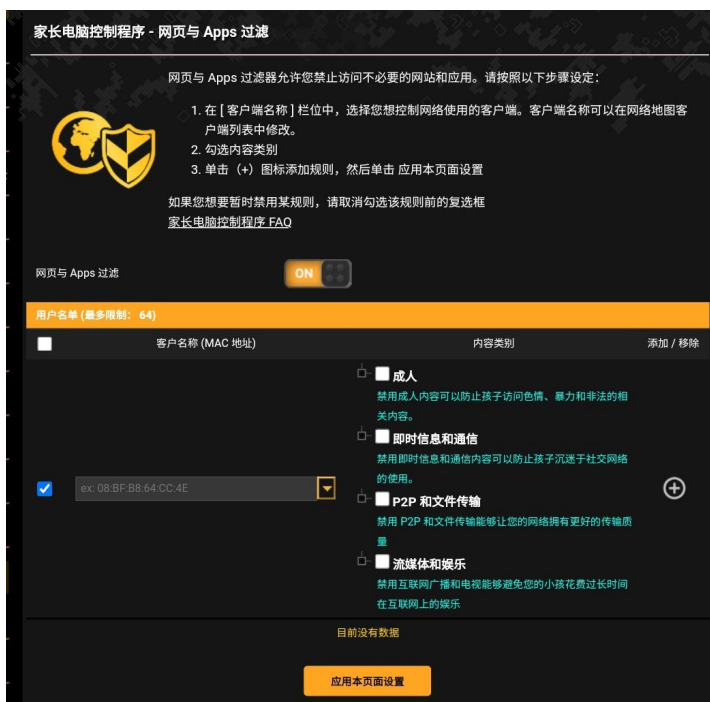 家长电脑控制程序 - 网页与 Apps 过滤
网页与 Apps 过滤器允许您禁止访问不必要的网站和应用。请按照以下步骤设定：
1. 在 [ 客户端名称 ] 栏位中，选择您想控制网络使用的客户端。客户端名称可以在网络地图客
户端列表中修改。
2. 勾选内容类别
3. 单击（+）图标添加规则，然后单击 应用本页面设置
如果您想要暂时禁用某规则，请取消勾选该规则前的复选框
家长电脑控制程序 FAQ
网页与 Apps 过滤
ON
用户名单 (最多限制： 64)
客户名称 (MAC 地址)
内容类别
添加 / 移除
成人
禁用成人内容可以防止孩子访问色情、暴力和非法的相
关内容。
即时信息和通信
禁用即时信息和通信内容可以防止孩子沉迷于社交网络
的使用。
ex: 08:BF:B8:64:CC:4E
P2P 和文件传输
禁用 P2P 和文件传输能够让您的网络拥有更好的传输质
量
流媒体和娱乐
禁用互联网广播和电视能够避免您的小孩花费过长时间
在互联网上的娱乐
目前没有数据
应用本页面设置